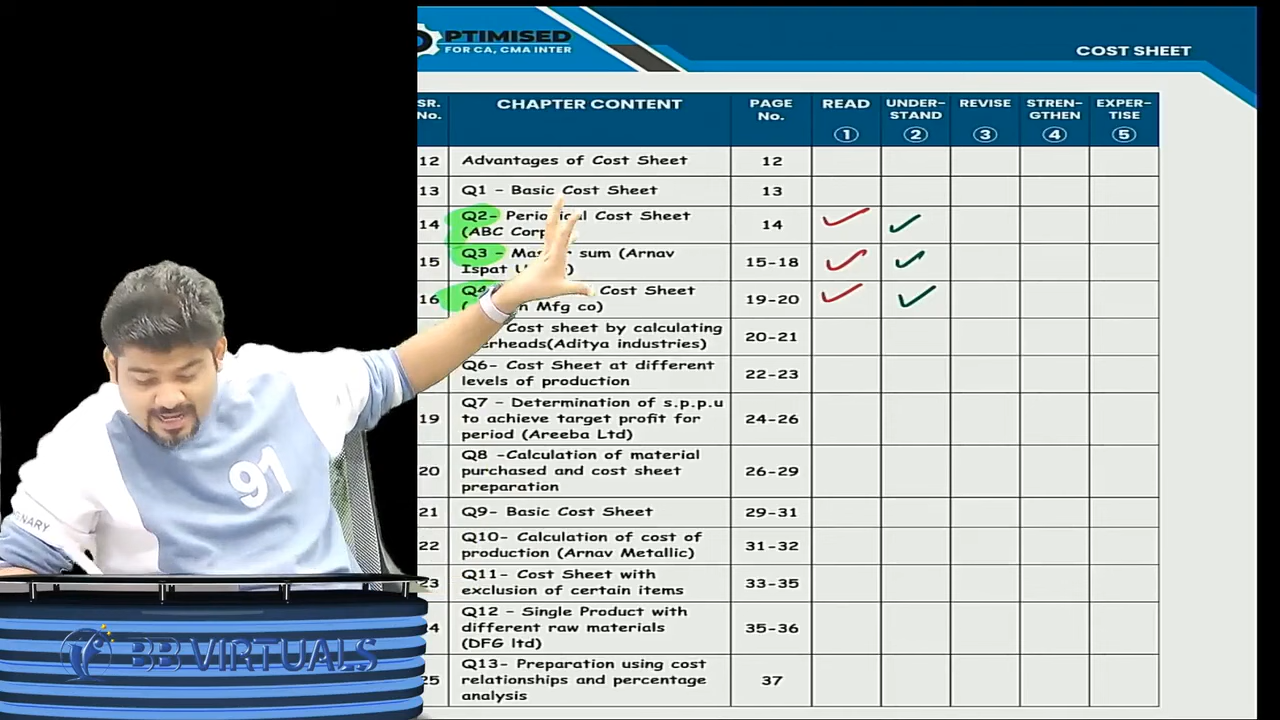 PTIMISED
FOR CA, CMA INTER
COST SHEET
SR. No. CHAPTER CONTENT PAGE No. READ ① UNDER-STAND ② REVISE ③ STREN-GTHEN ④ EXPER-TISE ⑤
12 Advantages of Cost Sheet 12
13 Q1 - Basic Cost Sheet 13
14 Q2- Cost Sheet 14
(ABC
15 Q3 - sum (Arnav 15-18
Ispat
16 Cost Sheet 19-20
Mfg co)
Cost sheet by calculating 20-21
(Aditya industries)
Q6- Cost Sheet at different 22-23
levels of production
19 Q7 - Determination of s.p.p.u 24-26
to achieve target profit for
period (Areeba Ltd)
20 Q8 -Calculation of material 26-29
purchased and cost sheet
preparation
21 Q9- Basic Cost Sheet 29-31
22 Q10- Calculation of cost of 31-32
production (Arnav Metallic)
23 Q11- Cost Sheet with 33-35
exclusion of certain items
Q12 - Single Product with 35-36
different raw materials
(DFG ltd)
25 Q13- Preparation using cost 37
relationships and percentage
analysis
91
BB VIRTUALS